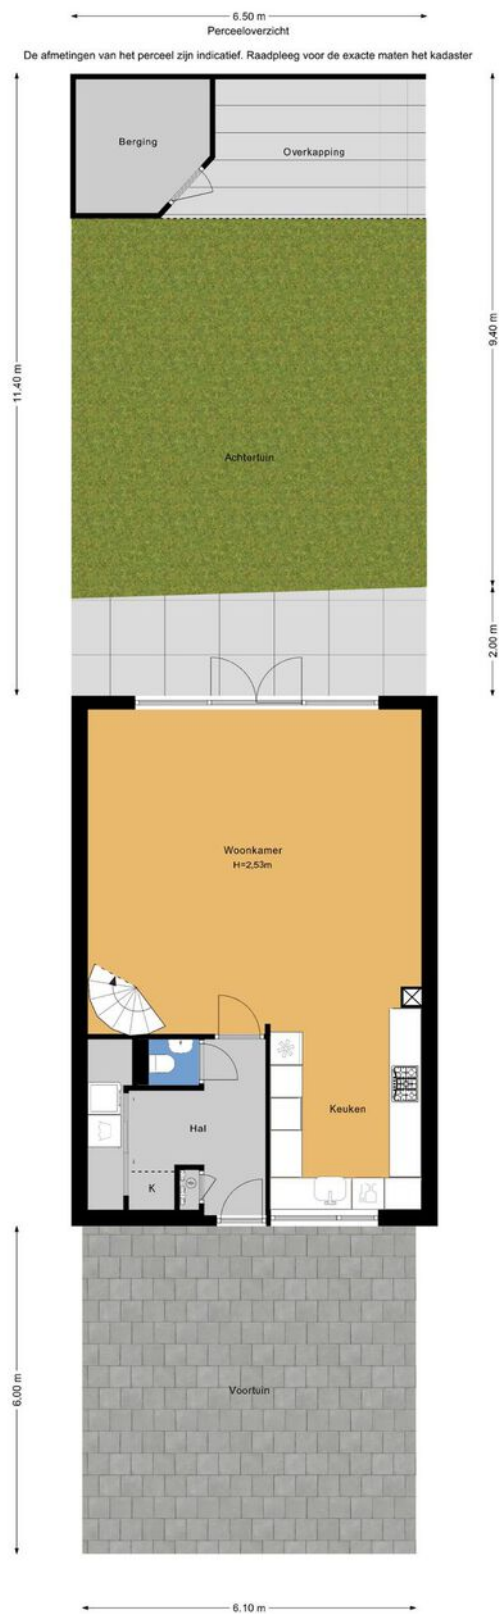 6.50 m
Perceeloverzicht
De afmetingen van het perceel zijn indicatief. Raadpleeg voor de exacte maten het kadaster
Berging
Overkapping
11.40 m
9.40 m
Achtertuin
2.00 m
Woonkamer
H=2,53m
Keuken
Hal
K
6.00 m
Voortuin
6.10 m